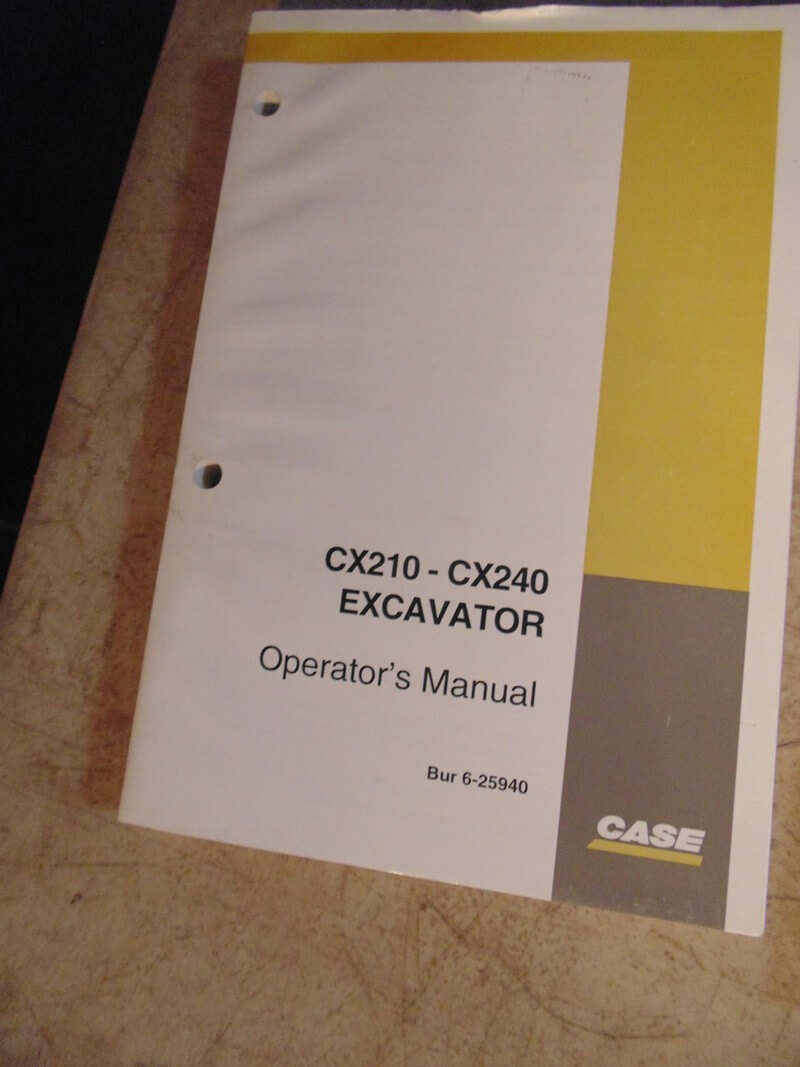 CX210 - CX240
EXCAVATOR
Operator's Manual
Bur 6-25940
CASE